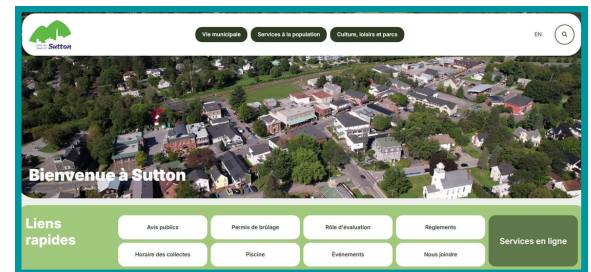 Sutton
Vie municipale
Services à la population
Culture, loisirs et parcs
EN
Bienvenue à Sutton
Liens
rapides
Avis publics
Permis de brûlage
Rôle d'évaluation
Règlements
Services en ligne
Horaire des collectes
Piscine
Événements
Nous joindre